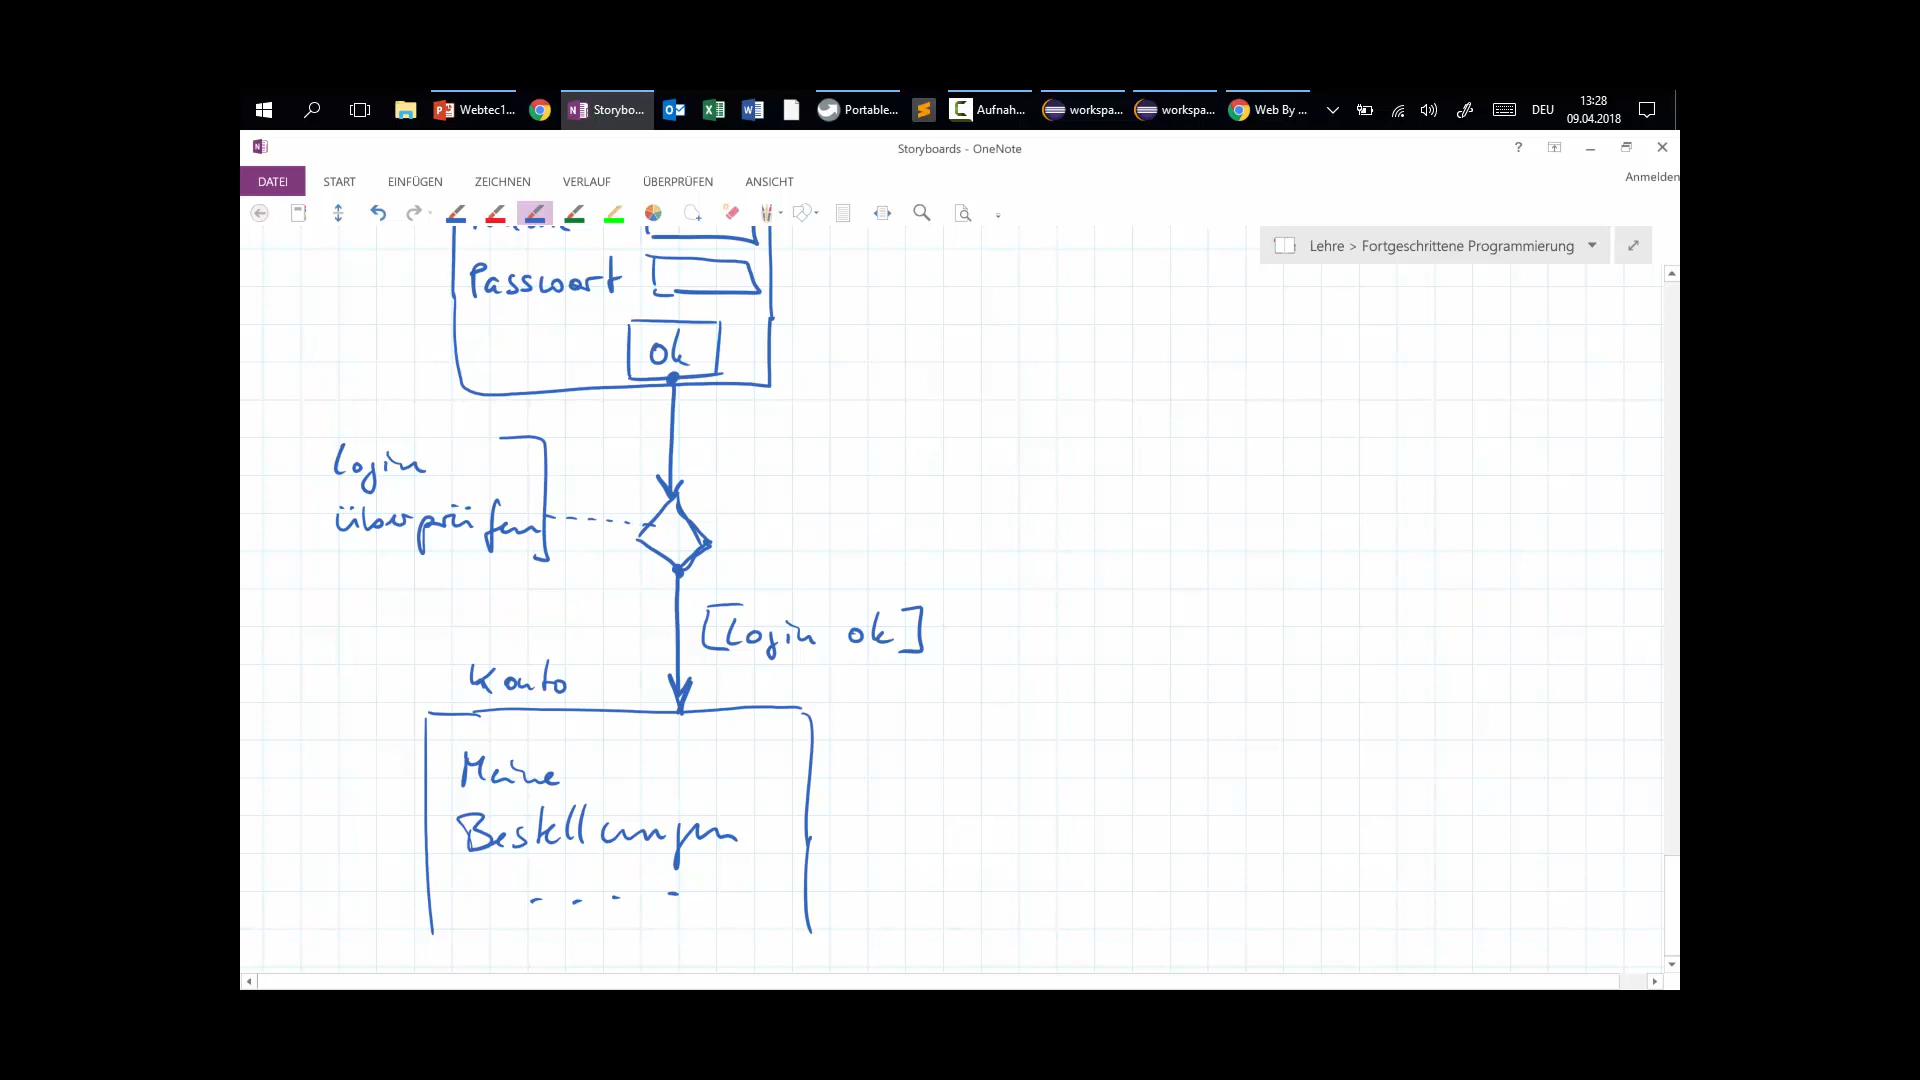 Webtec1...
Storybo...
Portable...
Aufnah...
workspa...
workspa...
Web By ...
DEU
13:28
09.04.2018
Storyboards - OneNote
?
Anmelden
DATEI
START
EINFÜGEN
ZEICHNEN
VERLAUF
ÜBERPRÜFEN
ANSICHT
Lehre > Fortgeschrittene Programmierung
Passwort
ok
Login
überprüfen
[Login ok]
Konto
Meine
Bestellungen
- - - -